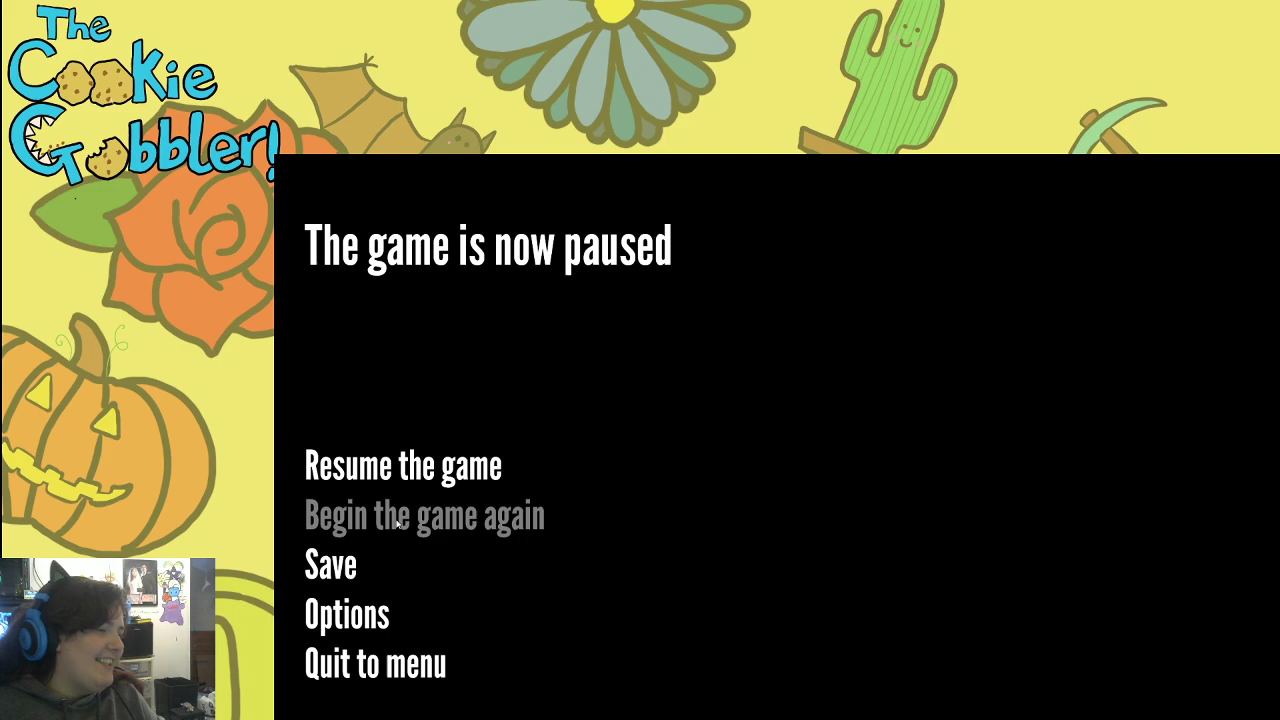 The
Cookie
Gobbler!
The game is now paused
Resume the game
Begin the game again
Save
Options
Quit to menu